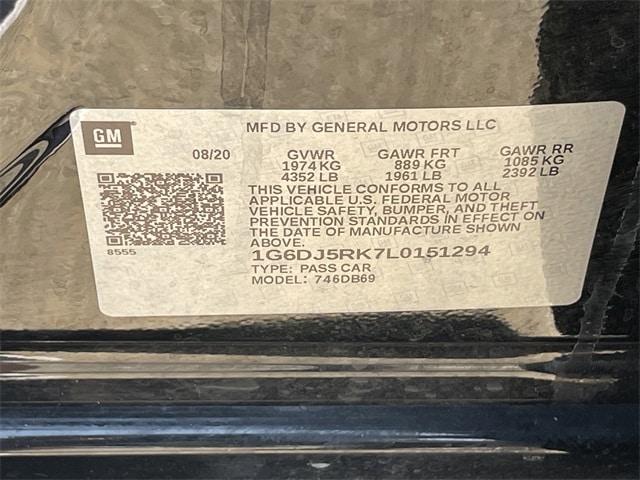 GM
MFD BY GENERAL MOTORS LLC
08/20 GVWR GAWR FRT GAWR RR
1974 KG 889 KG 1085 KG
4352 LB 1961 LB 2392 LB
THIS VEHICLE CONFORMS TO ALL
APPLICABLE U.S. FEDERAL MOTOR
VEHICLE SAFETY, BUMPER, AND THEFT
PREVENTION STANDARDS IN EFFECT ON
THE DATE OF MANUFACTURE SHOWN
ABOVE.
8555
1G6DJ5RK7L0151294
TYPE: PASS CAR
MODEL: 746DB69